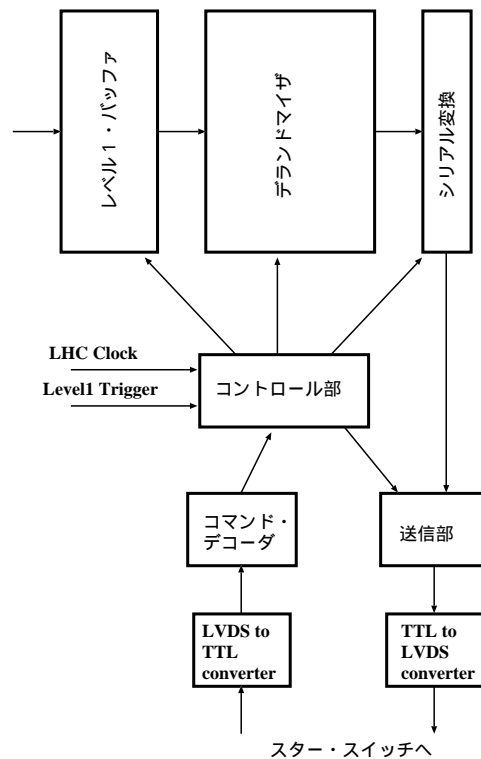 レベル１・バッファ
デランドマイザ
シリアル変換
LHC Clock
Level1 Trigger
コントロール部
コマンド・
デコーダ
送信部
LVDS to
TTL
converter
TTL to
LVDS
converter
スター・スイッチへ